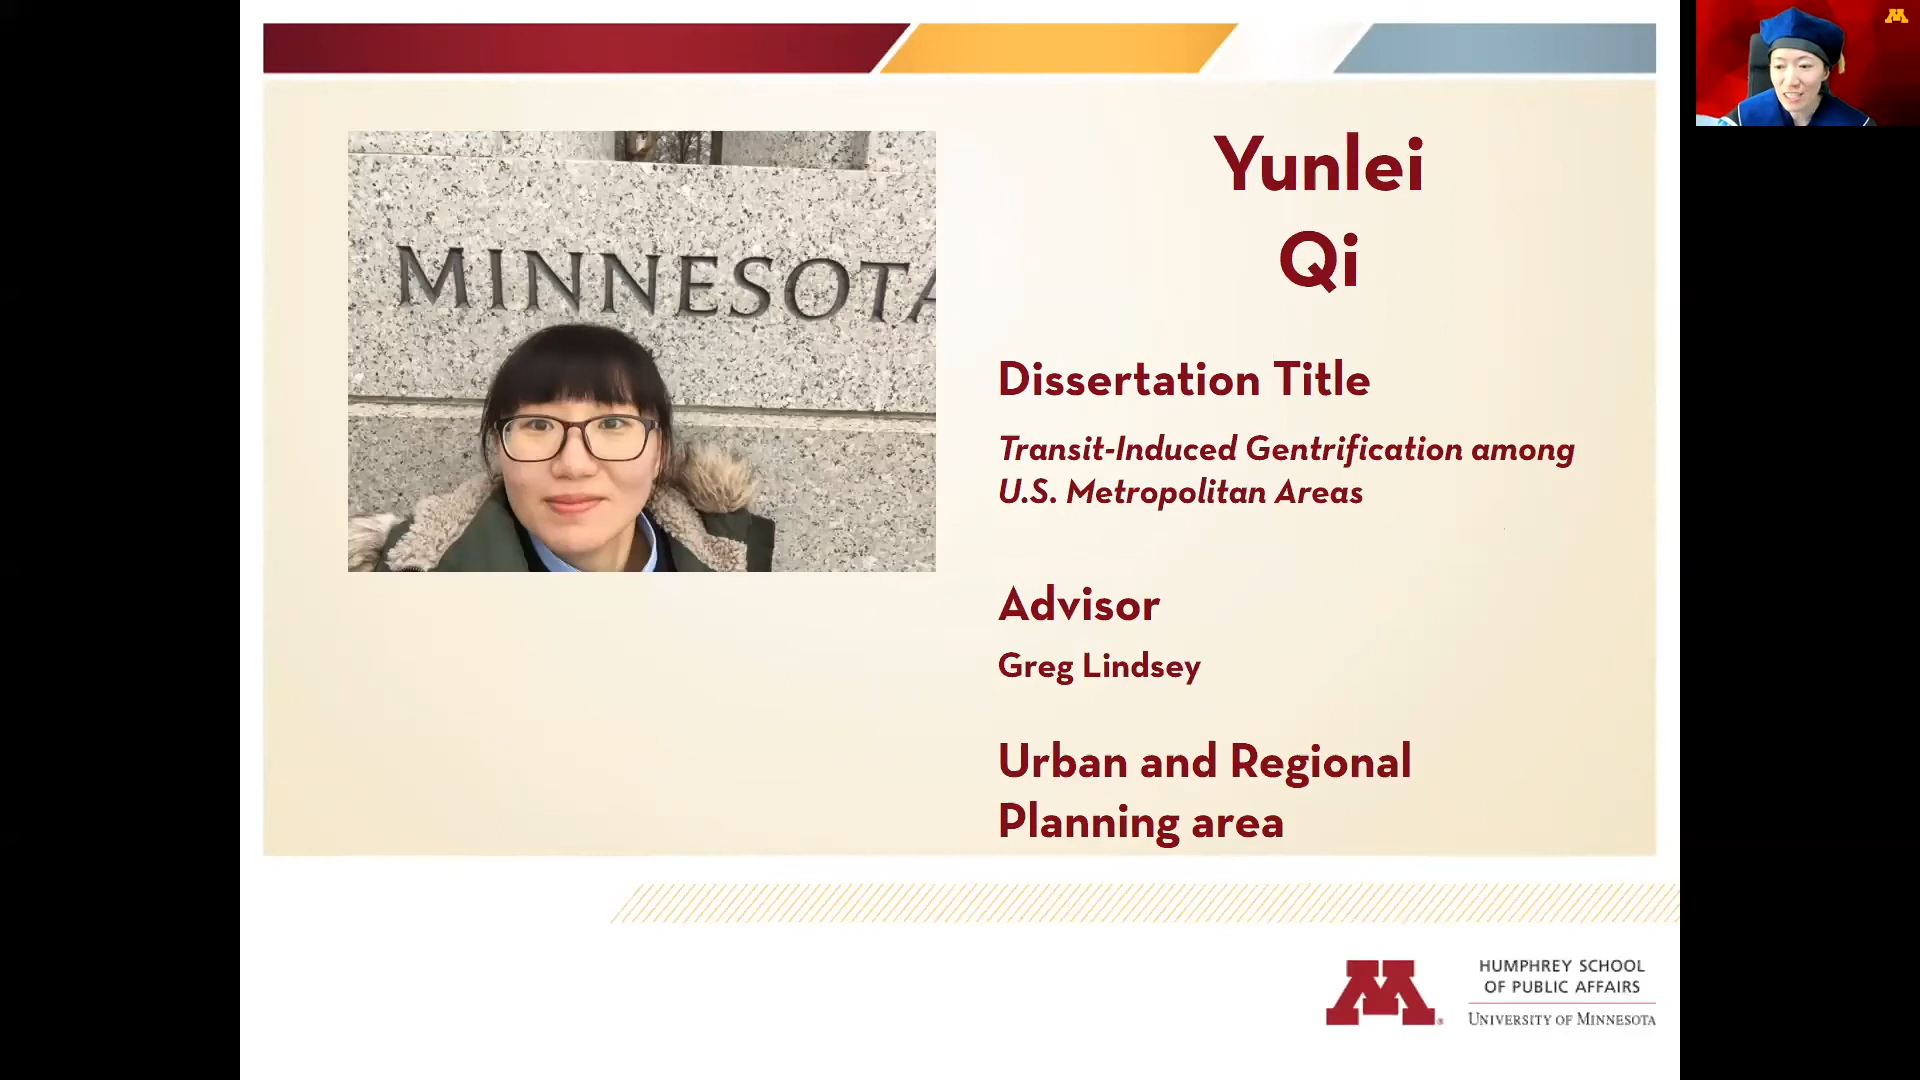 MINNESOTA
Yunlei
Qi
Dissertation Title
Transit-Induced Gentrification among
U.S. Metropolitan Areas
Advisor
Greg Lindsey
Urban and Regional
Planning area
M
M
HUMPHREY SCHOOL
OF PUBLIC AFFAIRS
UNIVERSITY OF MINNESOTA